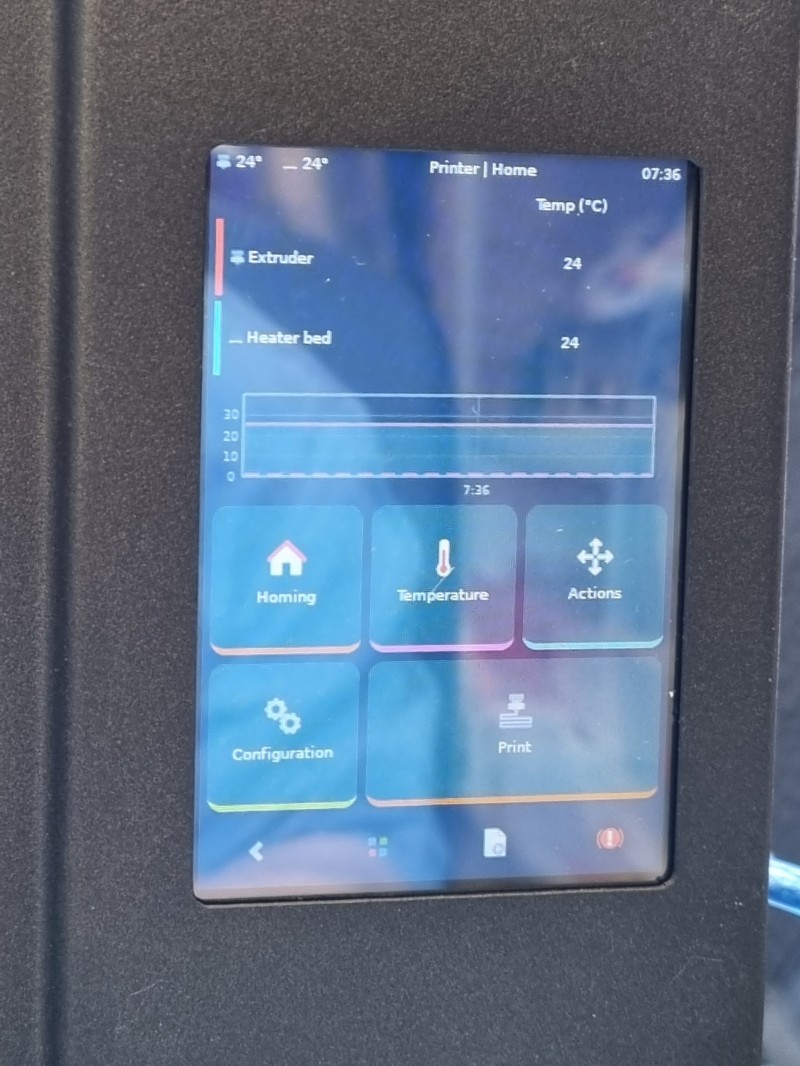 24° 24° Printer | Home 07:36
Temp (°C)
Extruder 24
Heater bed 24
30
20
10
0
7:36
Homing Temperature Actions
Configuration Print